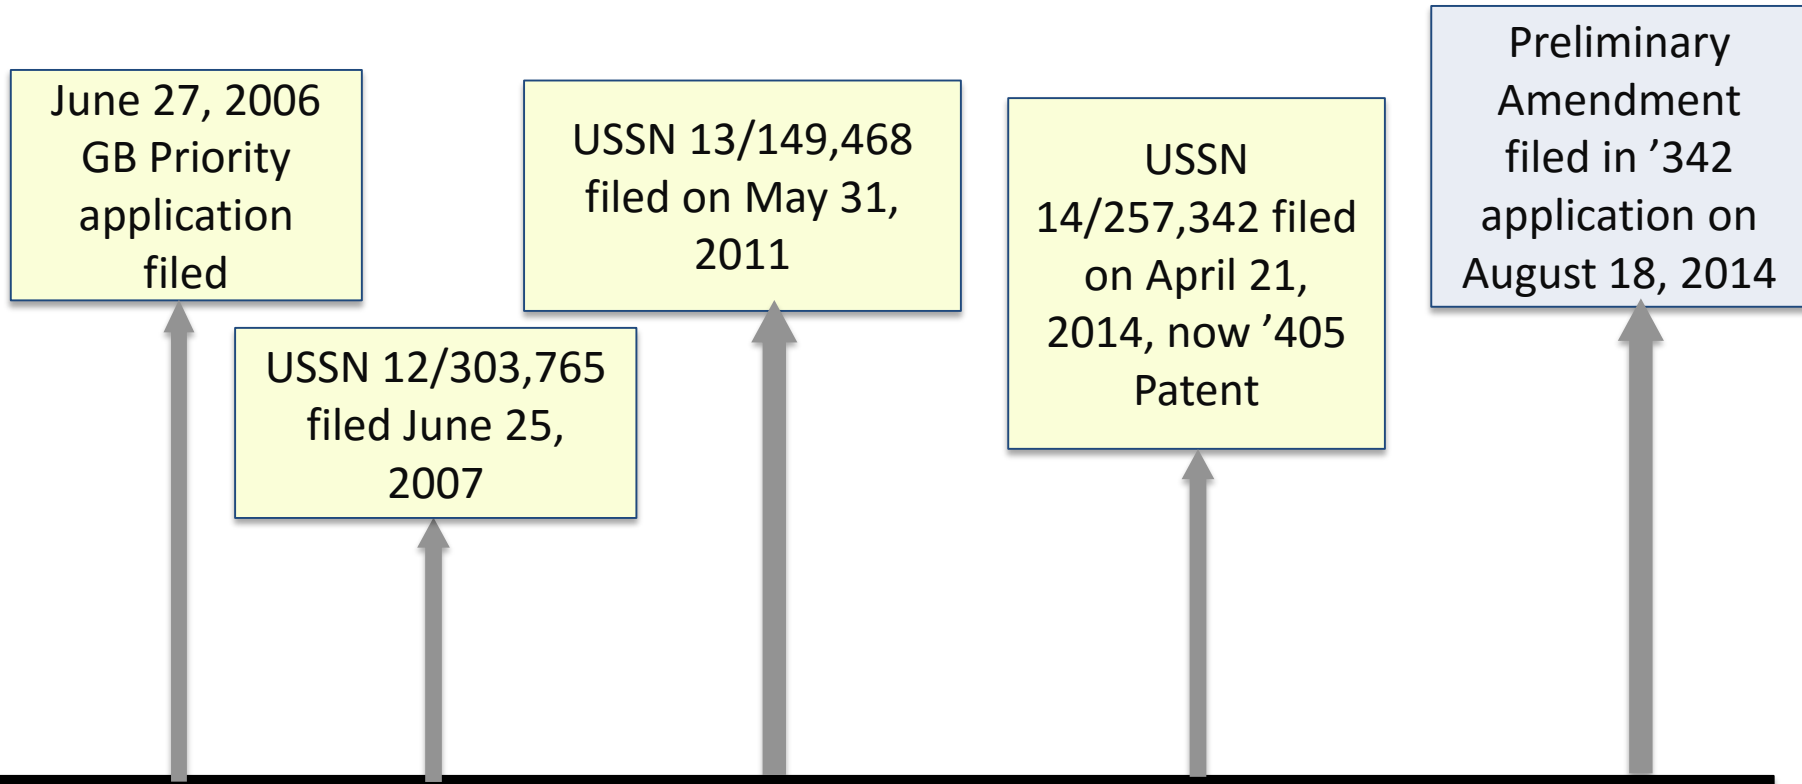 June 27, 2006
GB Priority
application
filed
USSN 12/303,765
filed June 25,
2007
USSN 13/149,468
filed on May 31,
2011
USSN
14/257,342 filed
on April 21,
2014, now ’405
Patent
Preliminary
Amendment
filed in ’342
application on
August 18, 2014